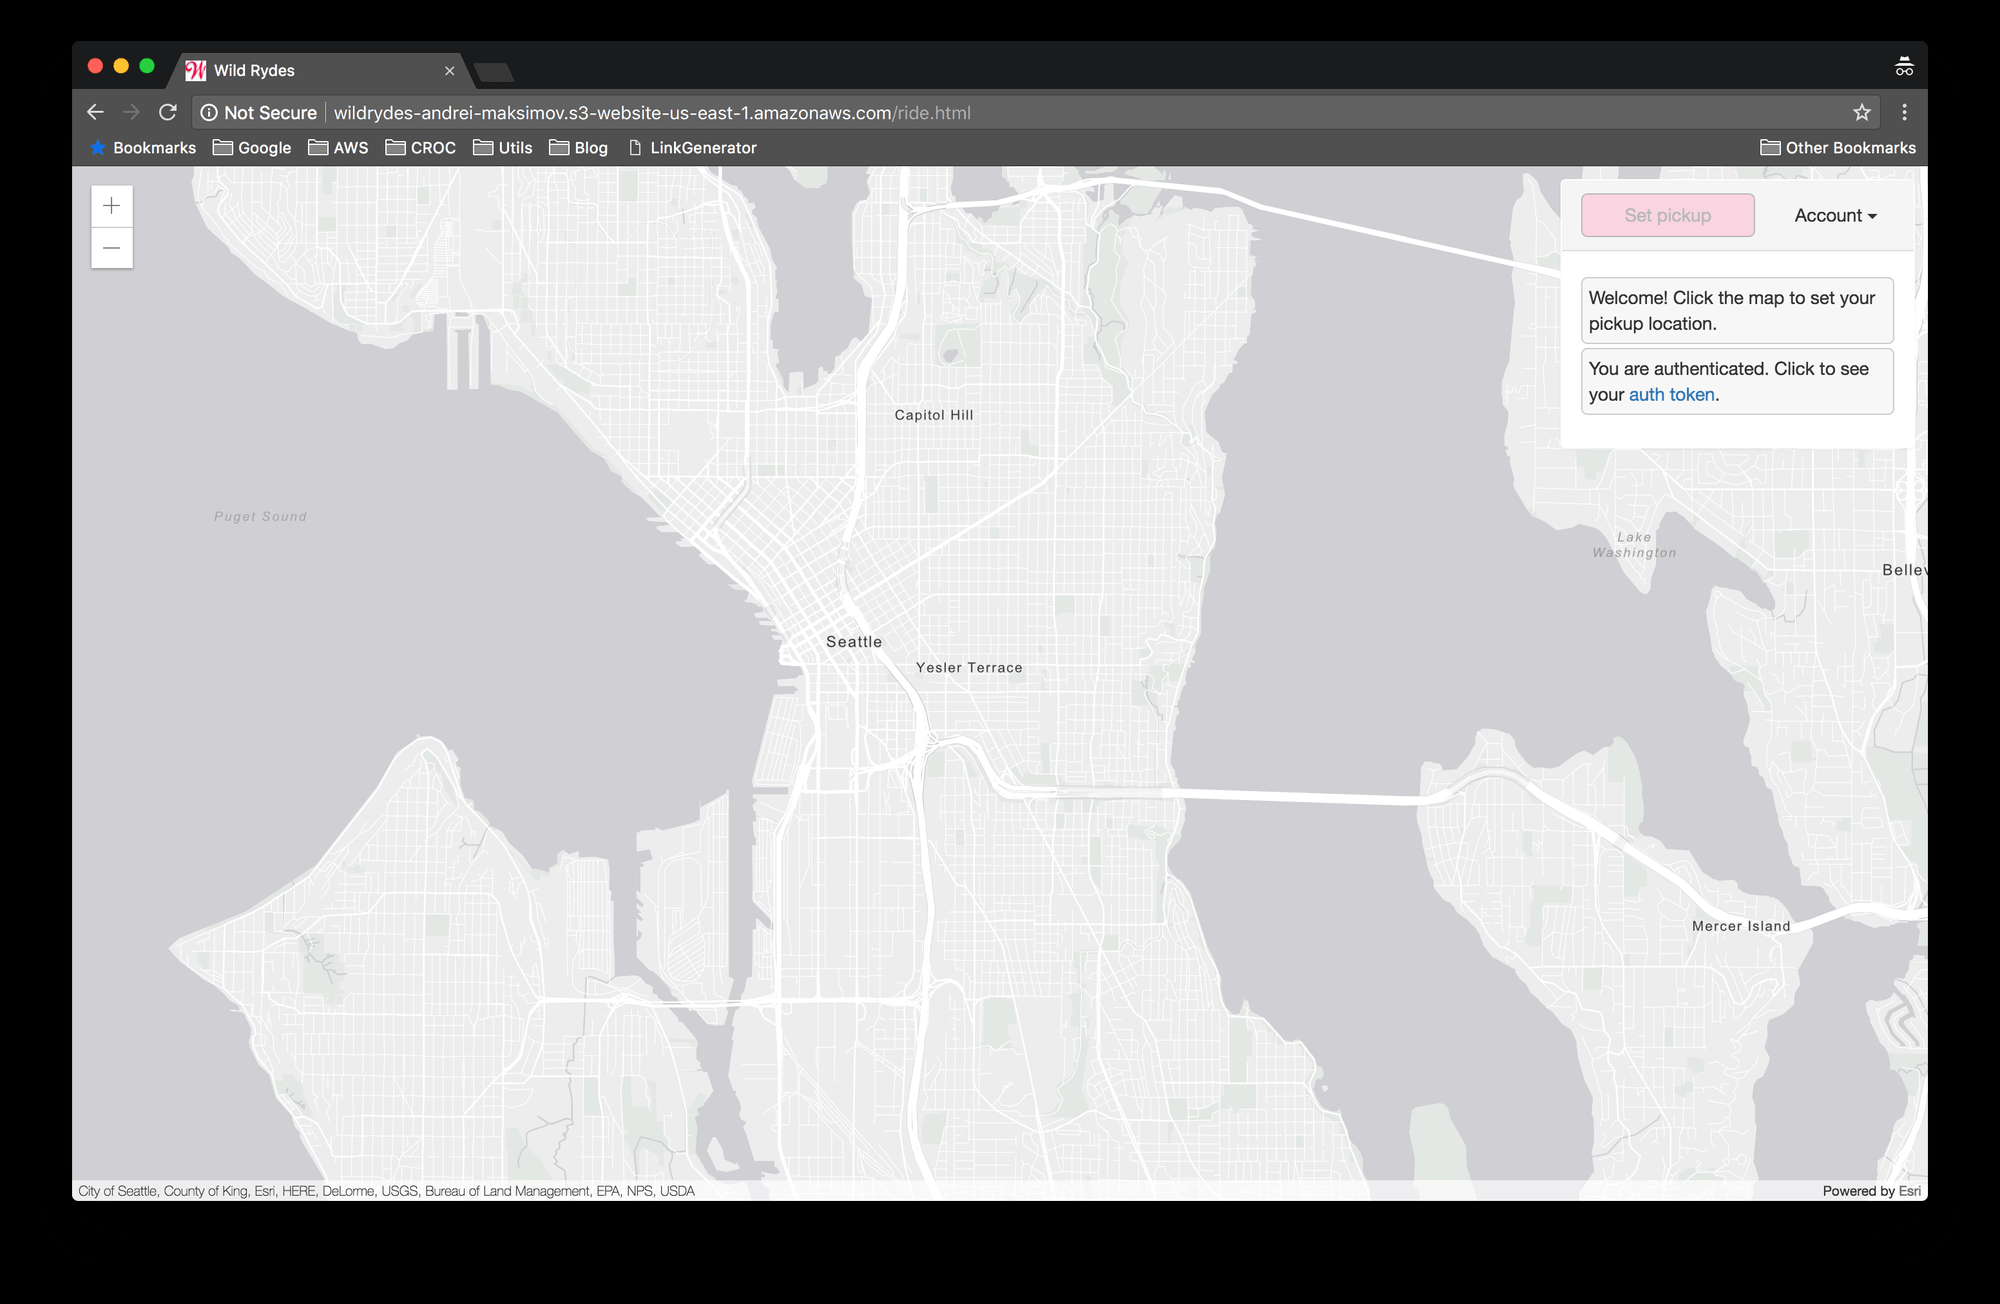 Wild Rydes
Not Secure wildrydes-andrei-maksimov.s3-website-us-east-1.amazonaws.com/ride.html
Bookmarks Google AWS CROC Utils Blog LinkGenerator Other Bookmarks
Set pickup Account
Welcome! Click the map to set your
pickup location.
You are authenticated. Click to see
your auth token.
Capitol Hill
Puget Sound
Lake
Washington
Bellev
Seattle
Yesler Terrace
Mercer Island
City of Seattle, County of King, Esri, HERE, DeLorme, USGS, Bureau of Land Management, EPA, NPS, USDA
Powered by Esri